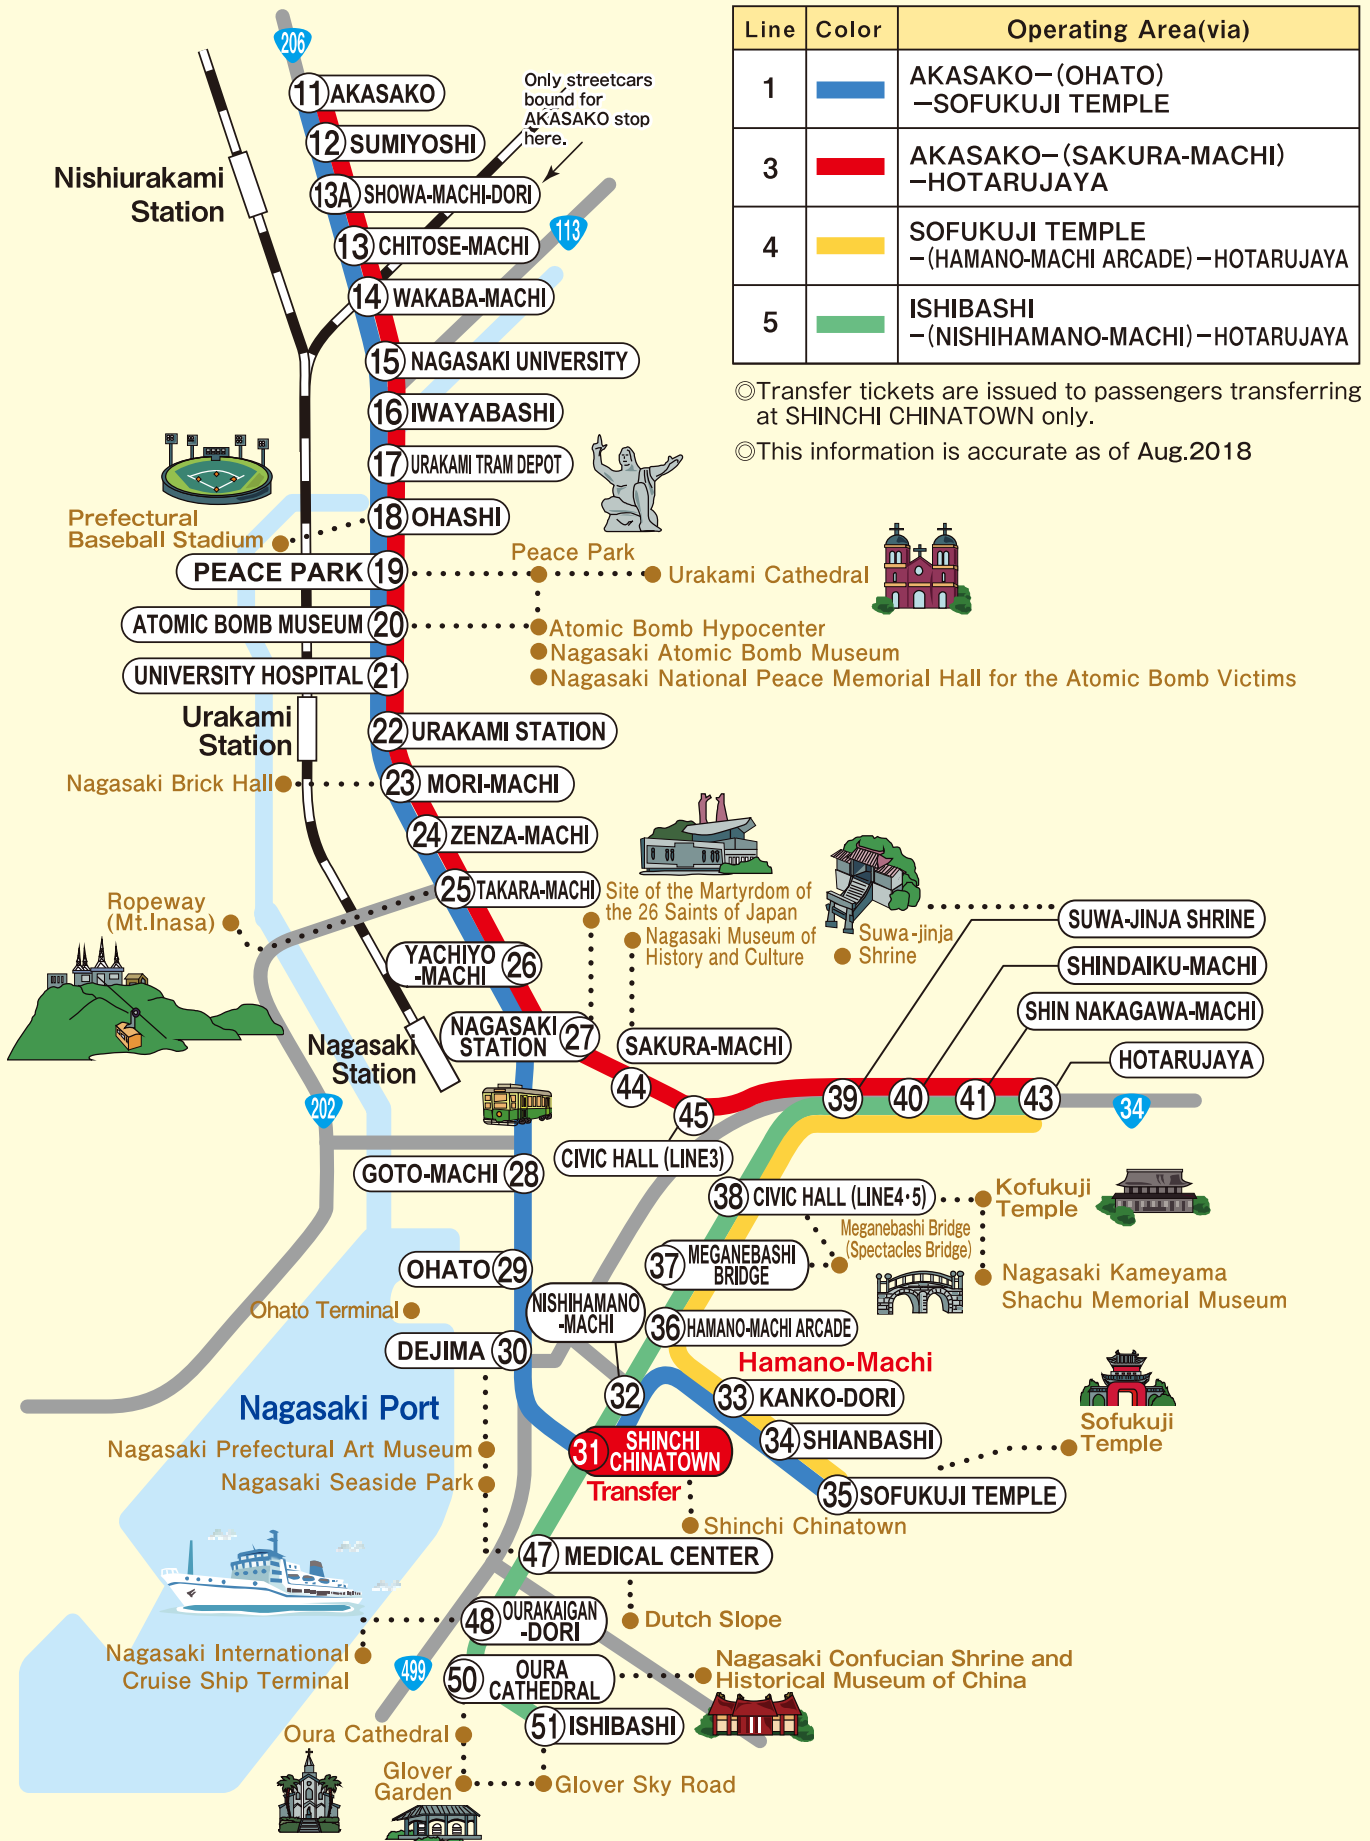 206
11 AKASAKO
Only streetcars
bound for
AKASAKO stop
here.
12 SUMIYOSHI
Nishiurakami
Station
13A SHOWA-MACHI-DORI
113
13 CHITOSE-MACHI
14 WAKABA-MACHI
15 NAGASAKI UNIVERSITY
16 IWAYABASHI
17 URAKAMI TRAM DEPOT
Line Color Operating Area(via)
1 AKASAKO−(OHATO)
−SOFUKUJI TEMPLE
3 AKASAKO−(SAKURA-MACHI)
−HOTARUJAYA
4 SOFUKUJI TEMPLE
−(HAMANO-MACHI ARCADE)−HOTARUJAYA
5 ISHIBASHI
−(NISHIHAMANO-MACHI)−HOTARUJAYA
◎Transfer tickets are issued to passengers transferring
at SHINCHI CHINATOWN only.
◎This information is accurate as of Aug.2018
18 OHASHI
Prefectural
Baseball Stadium
Peace Park
PEACE PARK 19
Urakami Cathedral
ATOMIC BOMB MUSEUM 20
Atomic Bomb Hypocenter
Nagasaki Atomic Bomb Museum
UNIVERSITY HOSPITAL 21
Nagasaki National Peace Memorial Hall for the Atomic Bomb Victims
Urakami
Station
22 URAKAMI STATION
Nagasaki Brick Hall
23 MORI-MACHI
24 ZENZA-MACHI
25 TAKARA-MACHI
Site of the Martyrdom of
the 26 Saints of Japan
Ropeway
(Mt.Inasa)
Nagasaki Museum of
History and Culture
Suwa-jinja
Shrine
SUWA-JINJA SHRINE
YACHIYO
-MACHI 26
SHINDAIKU-MACHI
SHIN NAKAGAWA-MACHI
NAGASAKI
STATION 27
SAKURA-MACHI
HOTARUJAYA
Nagasaki
Station
44
45
39
40
41
43
34
202
CIVIC HALL (LINE3)
GOTO-MACHI 28
38 CIVIC HALL (LINE4·5)
Kofukuji
Temple
Meganebashi Bridge
(Spectacles Bridge)
OHATO 29
37 MEGANEBASHI
BRIDGE
Nagasaki Kameyama
Shachu Memorial Museum
Ohato Terminal
NISHIHAMANO
-MACHI
36 HAMANO-MACHI ARCADE
DEJIMA 30
Hamano-Machi
32
33 KANKO-DORI
Nagasaki Port
34 SHIANBASHI
Sofukuji
Temple
Nagasaki Prefectural Art Museum
31 SHINCHI
CHINATOWN
Nagasaki Seaside Park
Transfer
35 SOFUKUJI TEMPLE
Shinchi Chinatown
47 MEDICAL CENTER
48 OURAKAIGAN
-DORI
Dutch Slope
Nagasaki International
Cruise Ship Terminal
499
50 OURA
CATHEDRAL
Nagasaki Confucian Shrine and
Historical Museum of China
51 ISHIBASHI
Oura Cathedral
Glover
Garden
Glover Sky Road